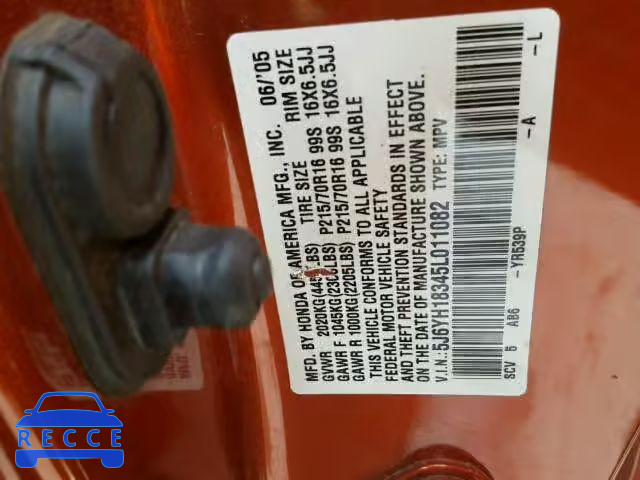 MFD. BY HONDA OF AMERICA MFG., INC. 06/'05
TIRE SIZE RIM SIZE
GVWR 2020KG LBS) P215/70R16 99S 16X6.5JJ
GAWR F 1045KG LBS) P215/70R16 99S 16X6.5JJ
GAWR R 1000KG(2205LBS)
THIS VEHICLE CONFORMS TO ALL APPLICABLE
FEDERAL MOTOR VEHICLE SAFETY
AND THEFT PREVENTION STANDARDS IN EFFECT
ON THE DATE OF MANUFACTURE SHOWN ABOVE.
V.I.N.: 5J6YH18345L011082 TYPE: MPV
SCV 6 AB6 -YR539P -A -L
RECCE